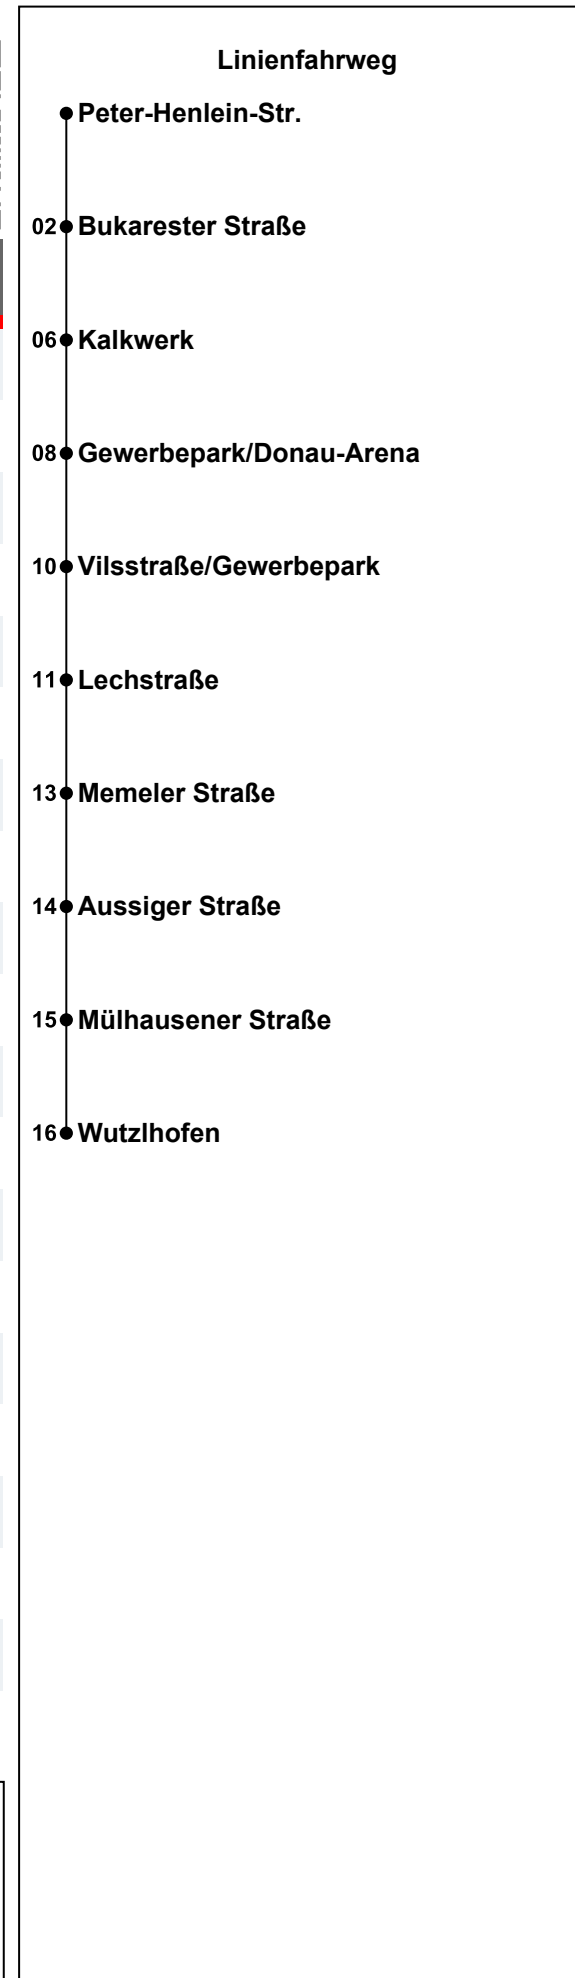 Linienfahrweg
Peter-Henlein-Str.
02 Bukarester Straße
06 Kalkwerk
08 Gewerbepark/Donau-Arena
10 Vilsstraße/Gewerbepark
11 Lechstraße
13 Memeler Straße
14 Aussiger Straße
15 Mülhausener Straße
16 Wutzlhofen